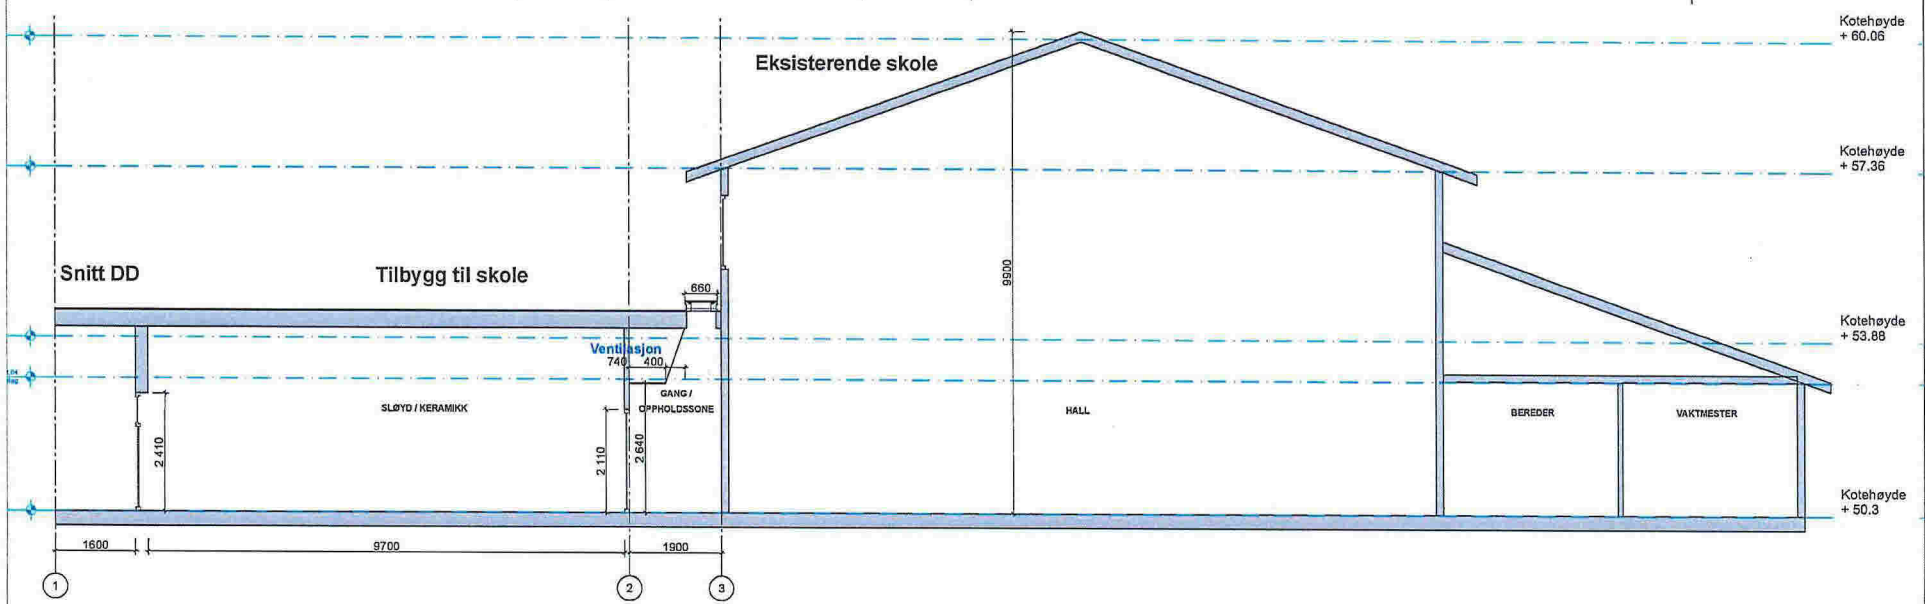 Kotehøyde
+ 60.06
Eksisterende skole
Kotehøyde
+ 57.36
Snitt DD
Tilbygg til skole
660
9900
Kotehøyde
+ 53.88
Ventilasjon
740
400
SLØYD / KERAMIKK
GANG /
OPPHOLDSSONE
HALL
BEREDER
VAKTMESTER
2 410
2 110
2 640
Kotehøyde
+ 50.3
1600
9700
1900
1
2
3